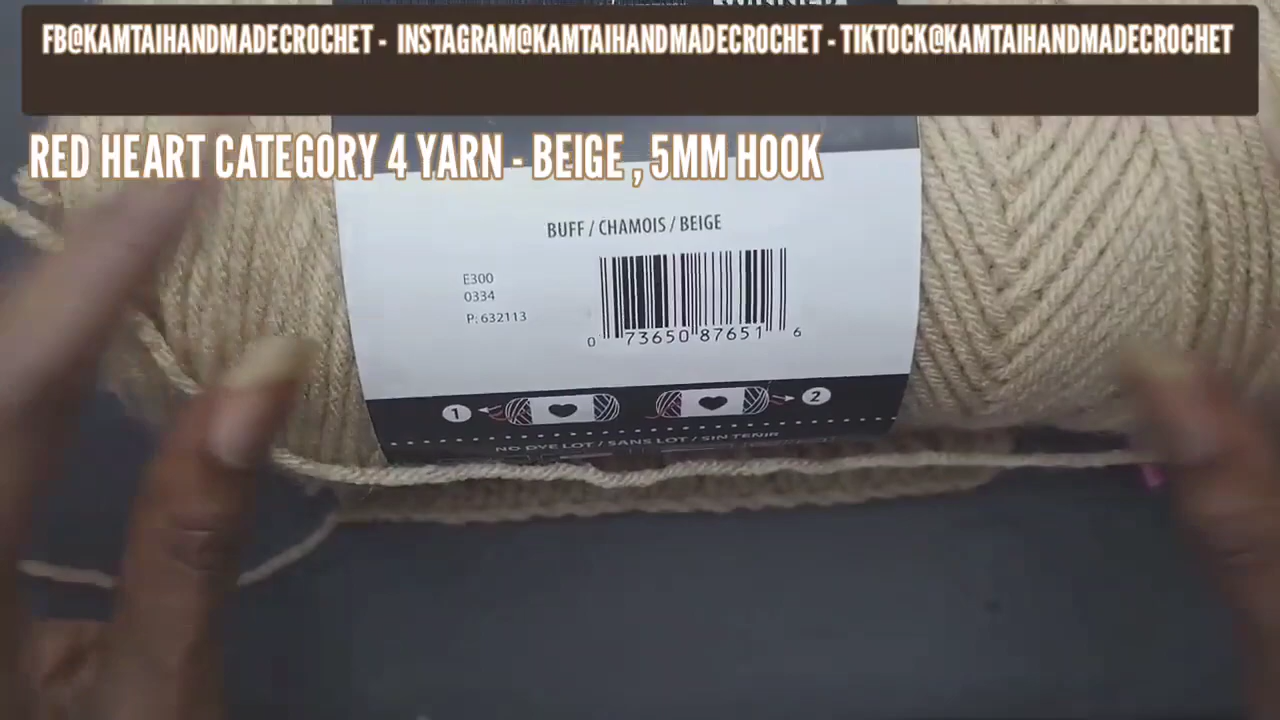 FB@KAMTAIHANDMADECROCHET - INSTAGRAM@KAMTAIHANDMADECROCHET - TIKTOCK@KAMTAIHANDMADECROCHET
RED HEART CATEGORY 4 YARN - BEIGE , 5MM HOOK
BUFF / CHAMOIS / BEIGE
E300
0334
P: 632113
0 73650 87651 6
1 2
NO DYE LOT / SANS LOT / SIN TENIR